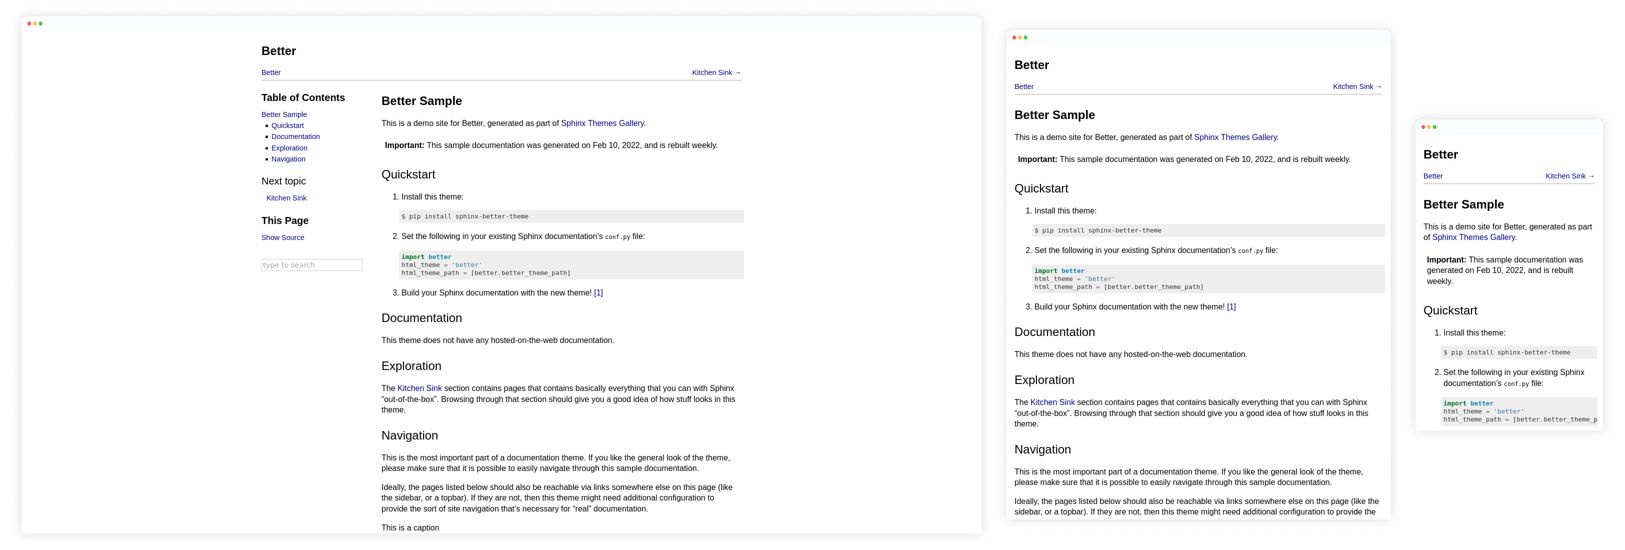 Better
Better
Kitchen Sink →
Table of Contents
Better Sample
Quickstart
Documentation
Exploration
Navigation
Next topic
Kitchen Sink
This Page
Show Source
type to search
Better Sample
This is a demo site for Better, generated as part of Sphinx Themes Gallery.
Important: This sample documentation was generated on Feb 10, 2022, and is rebuilt weekly.
Quickstart
1. Install this theme:
$ pip install sphinx-better-theme
2. Set the following in your existing Sphinx documentation’s conf.py file:
import better
html_theme = 'better'
html_theme_path = [better.better_theme_path]
3. Build your Sphinx documentation with the new theme! [1]
Documentation
This theme does not have any hosted-on-the-web documentation.
Exploration
The Kitchen Sink section contains pages that contains basically everything that you can with Sphinx
“out-of-the-box”. Browsing through that section should give you a good idea of how stuff looks in this
theme.
Navigation
This is the most important part of a documentation theme. If you like the general look of the theme,
please make sure that it is possible to easily navigate through this sample documentation.
Ideally, the pages listed below should also be reachable via links somewhere else on this page (like
the sidebar, or a topbar). If they are not, then this theme might need additional configuration to
provide the sort of site navigation that’s necessary for “real” documentation.
This is a caption
Better
Better
Kitchen Sink →
Better Sample
This is a demo site for Better, generated as part of Sphinx Themes Gallery.
Important: This sample documentation was generated on Feb 10, 2022, and is rebuilt weekly.
Quickstart
1. Install this theme:
$ pip install sphinx-better-theme
2. Set the following in your existing Sphinx documentation’s conf.py file:
import better
html_theme = 'better'
html_theme_path = [better.better_theme_path]
3. Build your Sphinx documentation with the new theme! [1]
Documentation
This theme does not have any hosted-on-the-web documentation.
Exploration
The Kitchen Sink section contains pages that contains basically everything that you can with Sphinx
“out-of-the-box”. Browsing through that section should give you a good idea of how stuff looks in this
theme.
Navigation
This is the most important part of a documentation theme. If you like the general look of the theme,
please make sure that it is possible to easily navigate through this sample documentation.
Ideally, the pages listed below should also be reachable via links somewhere else on this page (like the
sidebar, or a topbar). If they are not, then this theme might need additional configuration to provide the
Better
Better
Kitchen Sink →
Better Sample
This is a demo site for Better, generated as part
of Sphinx Themes Gallery.
Important: This sample documentation was
generated on Feb 10, 2022, and is rebuilt
weekly.
Quickstart
1. Install this theme:
$ pip install sphinx-better-theme
2. Set the following in your existing Sphinx
documentation’s conf.py file:
import better
html_theme = 'better'
html_theme_path = [better.better_theme_p